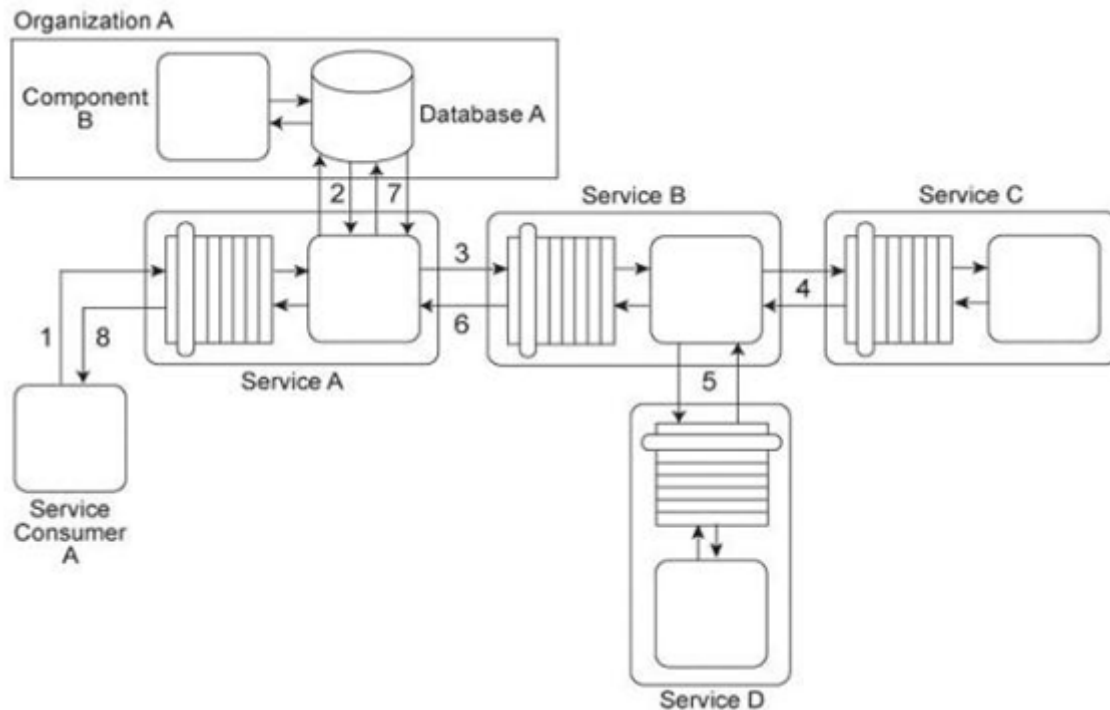 Organization A
Component
B
Database A
2
7
Service B
Service C
3
4
6
1
8
Service A
5
Service
Consumer
A
Service D